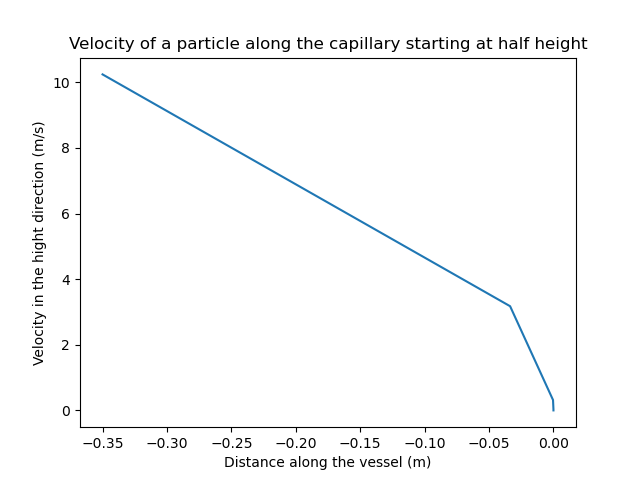 Velocity of a particle along the capillary starting at half height
Velocity in the hight direction (m/s)
10
8
6
4
2
0
−0.35 −0.30 −0.25 −0.20 −0.15 −0.10 −0.05 0.00
Distance along the vessel (m)